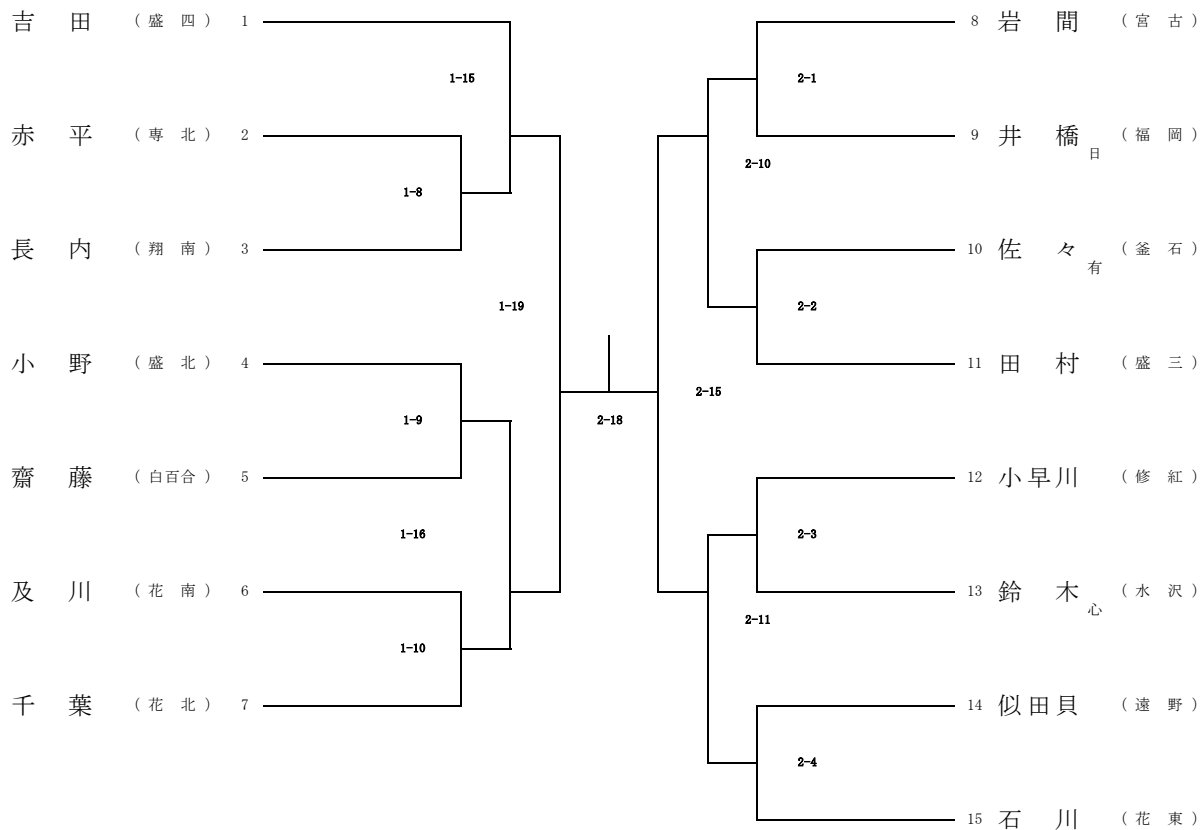 吉 田 ( 盛 四 ) 1
1-15
赤 平 ( 専 北 ) 2
1-8
長 内 ( 翔 南 ) 3
1-19
小 野 ( 盛 北 ) 4
1-9
齋 藤 ( 白百合 ) 5
1-16
及 川 ( 花 南 ) 6
1-10
千 葉 ( 花 北 ) 7
2-18
8 岩 間 ( 宮 古 )
2-1
9 井 橋 日 ( 福 岡 )
2-10
10 佐 々 有 ( 釜 石 )
2-2
11 田 村 ( 盛 三 )
2-15
12 小早川 ( 修 紅 )
2-3
13 鈴 木 心 ( 水 沢 )
2-11
14 似田貝 ( 遠 野 )
2-4
15 石 川 ( 花 東 )